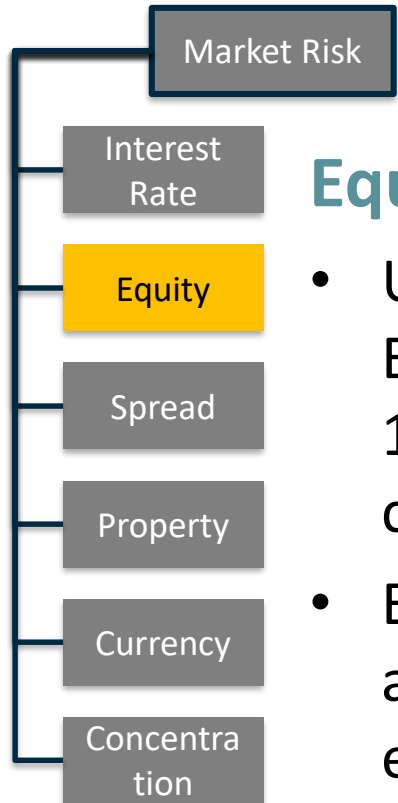 Market Risk
Interest
Rate
Equity
Spread
Property
Currency
Concentra
tion
Equ
•
•